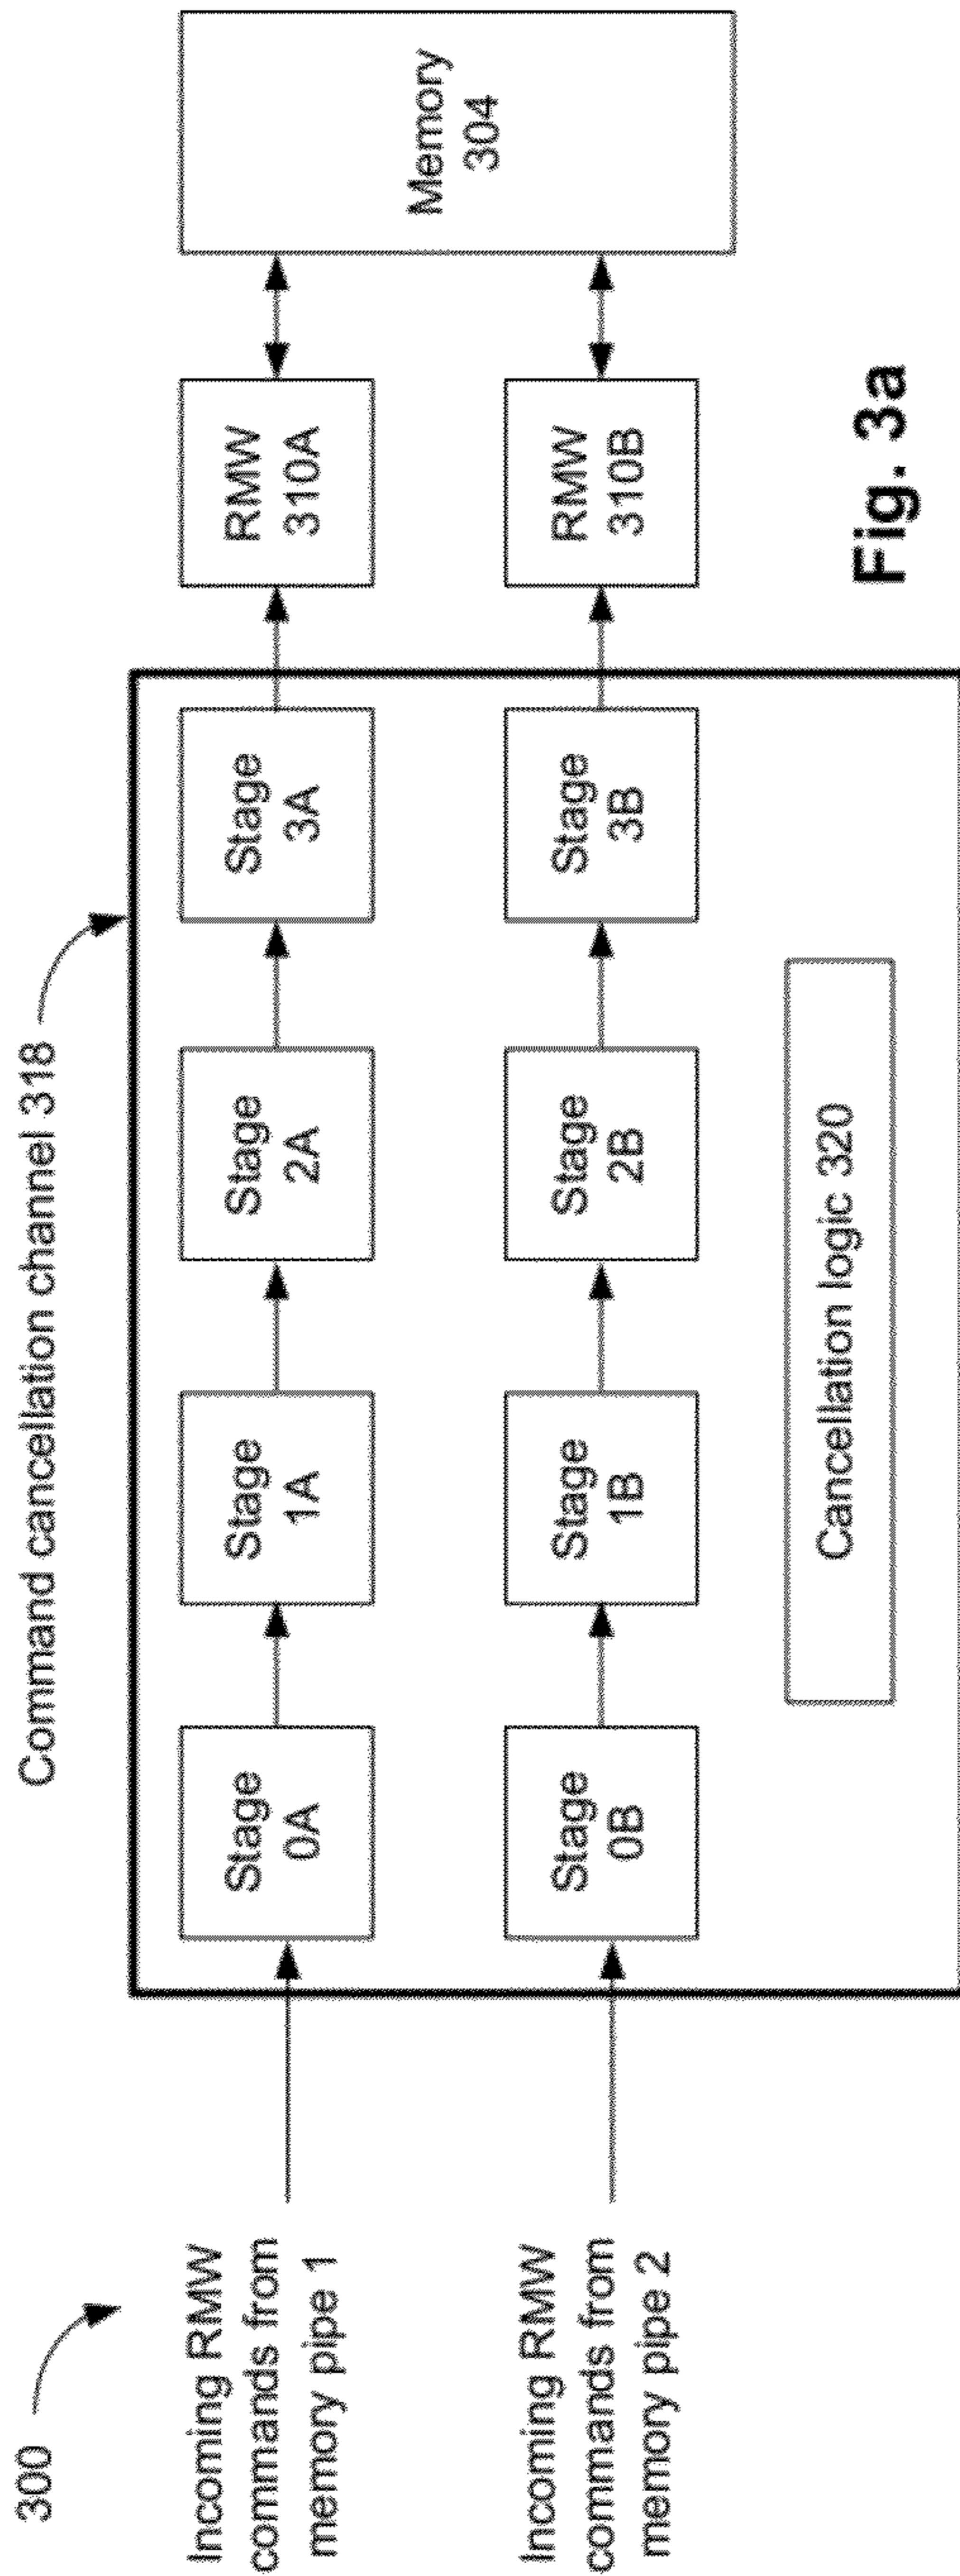 300
Command cancellation channel 318
Incoming RMW
commands from
memory pipe 1
Stage
0A
Stage
1A
Stage
2A
Stage
3A
RMW
310A
Memory
304
Incoming RMW
commands from
memory pipe 2
Stage
0B
Stage
1B
Stage
2B
Stage
3B
RMW
310B
Cancellation logic 320
Fig. 3a